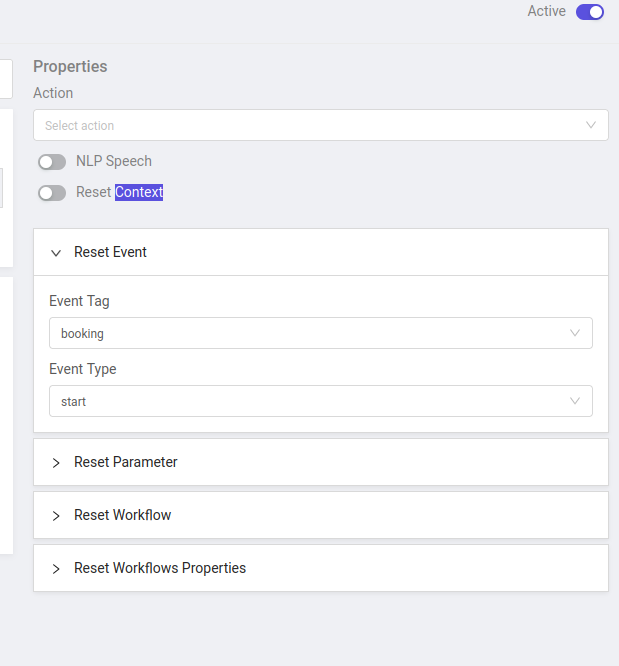 Active
Properties
Action
Select action
NLP Speech
Reset Context
Reset Event
Event Tag
booking
Event Type
start
Reset Parameter
Reset Workflow
Reset Workflows Properties